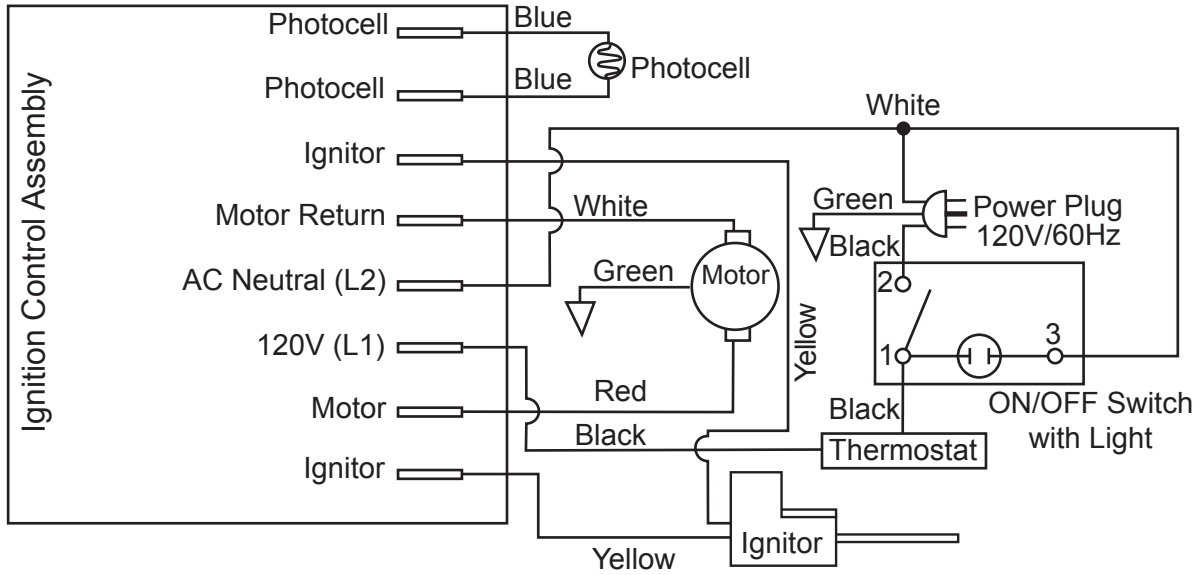 Ignition Control Assembly
Photocell
Blue
Photocell
Photocell
Blue
White
Ignitor
Motor Return
White
Green
Power Plug
120V/60Hz
Black
AC Neutral (L2)
Green
Motor
2
120V (L1)
Yellow
1
3
Motor
Red
Black
ON/OFF Switch
with Light
Black
Thermostat
Ignitor
Yellow
Ignitor